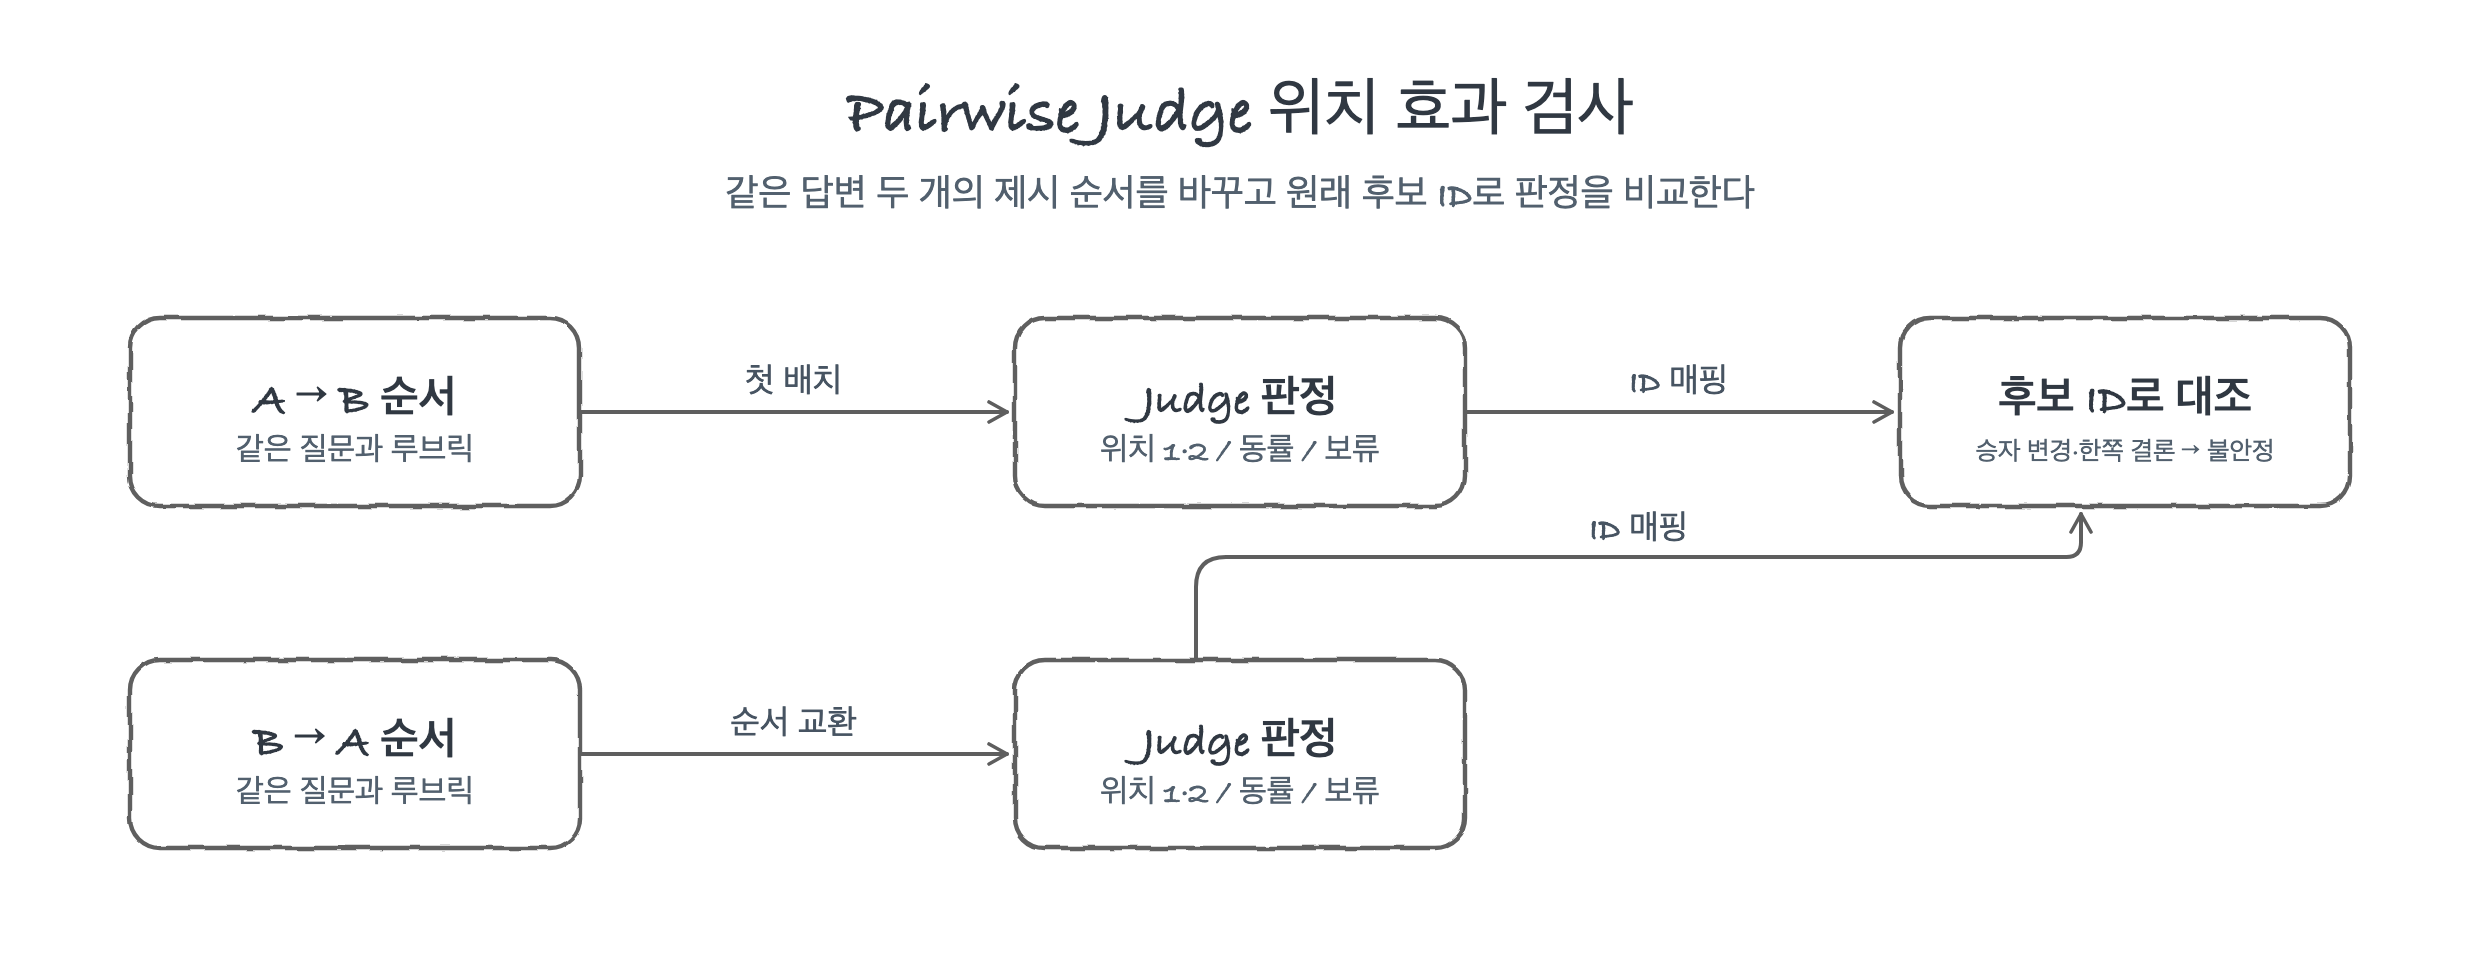 Pairwise Judge 위치 효과 검사
같은 답변 두 개의 제시 순서를 바꾸고 원래 후보 ID로 판정을 비교한다
A → B 순서
같은 질문과 루브릭
첫 배치
Judge 판정
위치 1·2 / 동률 / 보류
ID 매핑
후보 ID로 대조
승자 변경·한쪽 결론 → 불안정
ID 매핑
B → A 순서
같은 질문과 루브릭
순서 교환
Judge 판정
위치 1·2 / 동률 / 보류